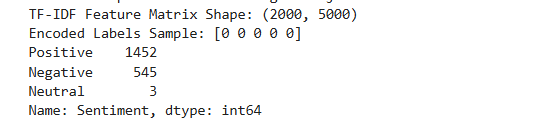 TF-IDF Feature Matrix Shape: (2000, 5000)
Encoded Labels Sample: [0 0 0 0 0]
Positive    1452
Negative     545
Neutral        3
Name: Sentiment, dtype: int64